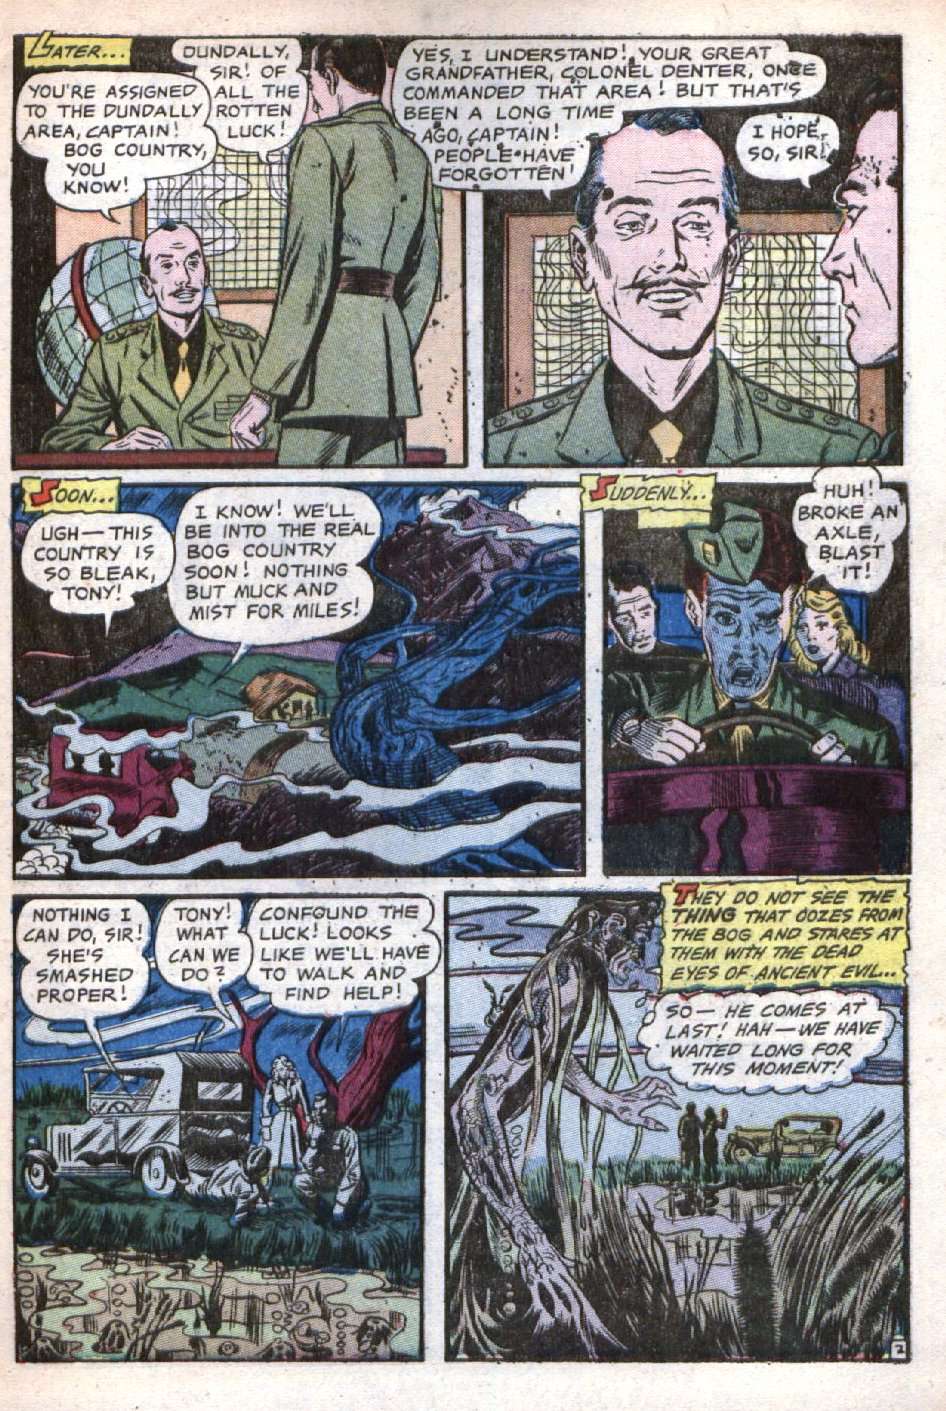 LATER...
YOU'RE ASSIGNED
TO THE DUNDALLY
AREA, CAPTAIN!
BOG COUNTRY,
YOU
KNOW!
DUNDALLY,
SIR! OF
ALL THE
ROTTEN
LUCK!
YES, I UNDERSTAND! YOUR GREAT
GRANDFATHER, COLONEL DENTER, ONCE
COMMANDED THAT AREA! BUT THAT'S
BEEN A LONG TIME
AGO, CAPTAIN!
PEOPLE HAVE
FORGOTTEN!
I HOPE
SO, SIR!
SOON...
UGH—THIS
COUNTRY IS
SO BLEAK,
TONY!
I KNOW! WE'LL
BE INTO THE REAL
BOG COUNTRY
SOON! NOTHING
BUT MUCK AND
MIST FOR MILES!
SUDDENLY...
HUH!
BROKE AN
AXLE,
BLAST
IT!
NOTHING I
CAN DO, SIR!
SHE'S
SMASHED
PROPER!
TONY!
WHAT
CAN WE
DO?
CONFOUND THE
LUCK! LOOKS
LIKE WE'LL HAVE
TO WALK AND
FIND HELP!
THEY DO NOT SEE THE
THING THAT OOZES FROM
THE BOG AND STARES AT
THEM WITH THE DEAD
EYES OF ANCIENT EVIL...
SO— HE COMES AT
LAST! HAH—WE HAVE
WAITED LONG FOR
THIS MOMENT!
2